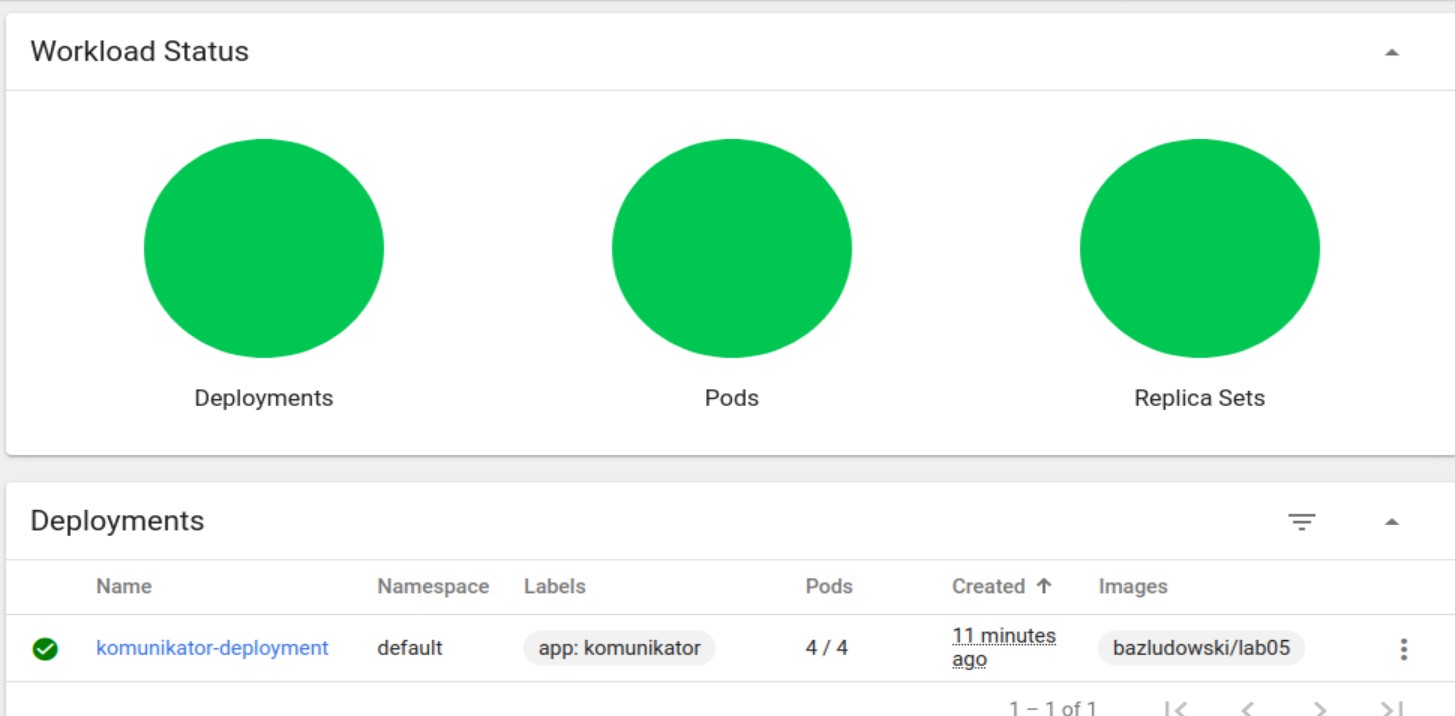 Workload Status
Deployments
Pods
Replica Sets
Deployments
Name Namespace Labels Pods Created Images
komunikator-deployment default app: komunikator 4 / 4 11 minutes ago bazludowski/lab05
1 – 1 of 1